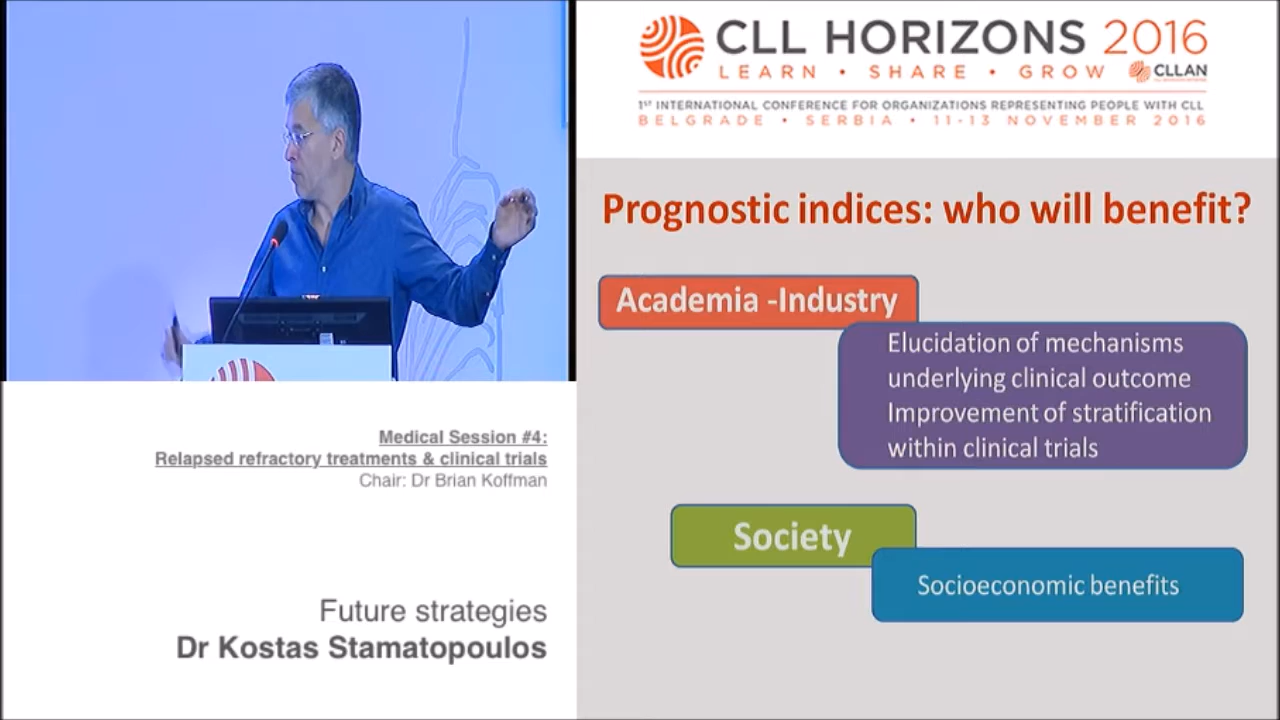 CLL HORIZONS 2016
LEARN • SHARE • GROW
CLLAN
1ST INTERNATIONAL CONFERENCE FOR ORGANIZATIONS REPRESENTING PEOPLE WITH CLL
BELGRADE • SERBIA • 11-13 NOVEMBER 2016
Prognostic indices: who will benefit?
Academia -Industry
Elucidation of mechanisms
underlying clinical outcome
Improvement of stratification
within clinical trials
Society
Socioeconomic benefits
Medical Session #4:
Relapsed refractory treatments & clinical trials
Chair: Dr Brian Koffman
Future strategies
Dr Kostas Stamatopoulos